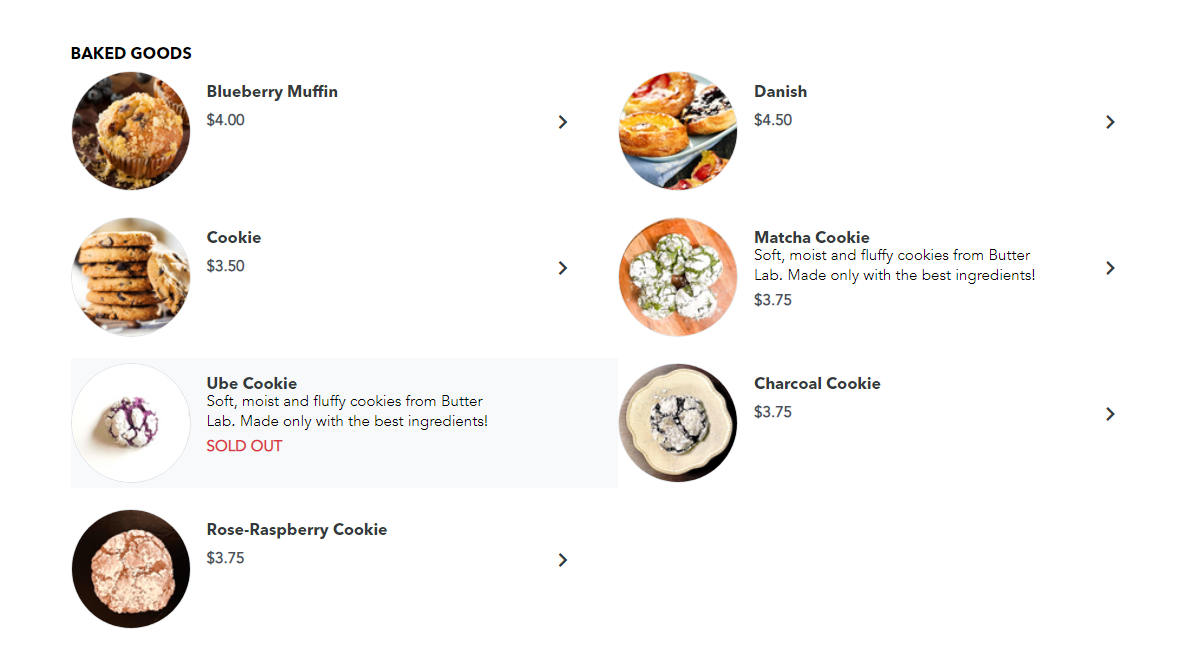 BAKED GOODS
Blueberry Muffin
$4.00
Danish
$4.50
Cookie
$3.50
Matcha Cookie
Soft, moist and fluffy cookies from Butter
Lab. Made only with the best ingredients!
$3.75
Ube Cookie
Soft, moist and fluffy cookies from Butter
Lab. Made only with the best ingredients!
SOLD OUT
Charcoal Cookie
$3.75
Rose-Raspberry Cookie
$3.75